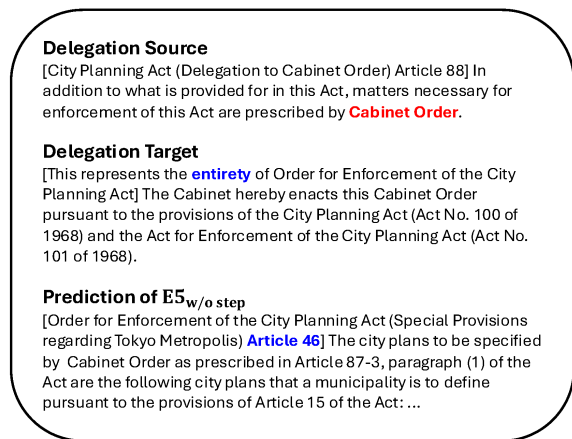 Delegation Source
[City Planning Act (Delegation to Cabinet Order) Article 88] In
addition to what is provided for in this Act, matters necessary for
enforcement of this Act are prescribed by Cabinet Order.
Delegation Target
[This represents the entirety of Order for Enforcement of the City
Planning Act] The Cabinet hereby enacts this Cabinet Order
pursuant to the provisions of the City Planning Act (Act No. 100 of
1968) and the Act for Enforcement of the City Planning Act (Act No.
101 of 1968).
Prediction of E5w/o step
[Order for Enforcement of the City Planning Act (Special Provisions
regarding Tokyo Metropolis) Article 46] The city plans to be specified
by Cabinet Order as prescribed in Article 87-3, paragraph (1) of the
Act are the following city plans that a municipality is to define
pursuant to the provisions of Article 15 of the Act: ...